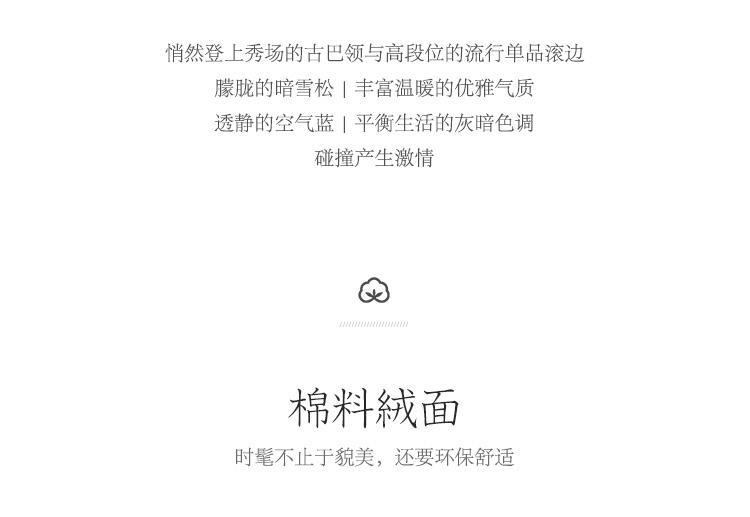 悄然登上秀场的古巴领与高段位的流行单品滚边
朦胧的暗雪松 | 丰富温暖的优雅气质
透静的空气蓝 | 平衡生活的灰暗色调
碰撞产生激情
棉料絨面
时髦不止于貌美，还要环保舒适